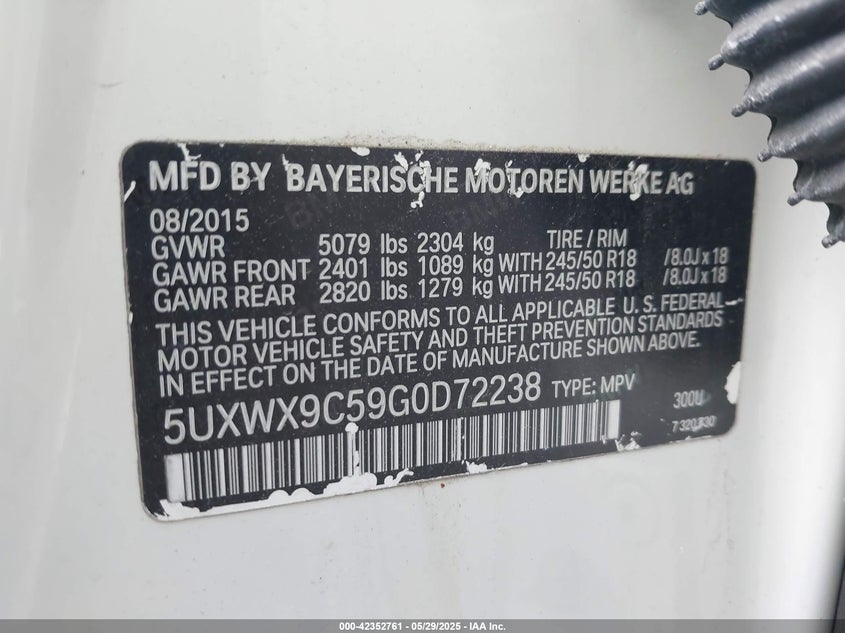 MFD BY BAYERISCHE MOTOREN WERKE AG
08/2015
GVWR 5079 lbs 2304 kg TIRE / RIM
GAWR FRONT 2401 lbs 1089 kg WITH 245/50 R18 /8.0J x 18
GAWR REAR 2820 lbs 1279 kg WITH 245/50 R18 /8.0J x 18
THIS VEHICLE CONFORMS TO ALL APPLICABLE U. S. FEDERAL
MOTOR VEHICLE SAFETY AND THEFT PREVENTION STANDARDS
IN EFFECT ON THE DATE OF MANUFACTURE SHOWN ABOVE.
5UXWX9C59G0D72238 TYPE: MPV 300U
000-42352761 - 05/29/2025 - IAA Inc.